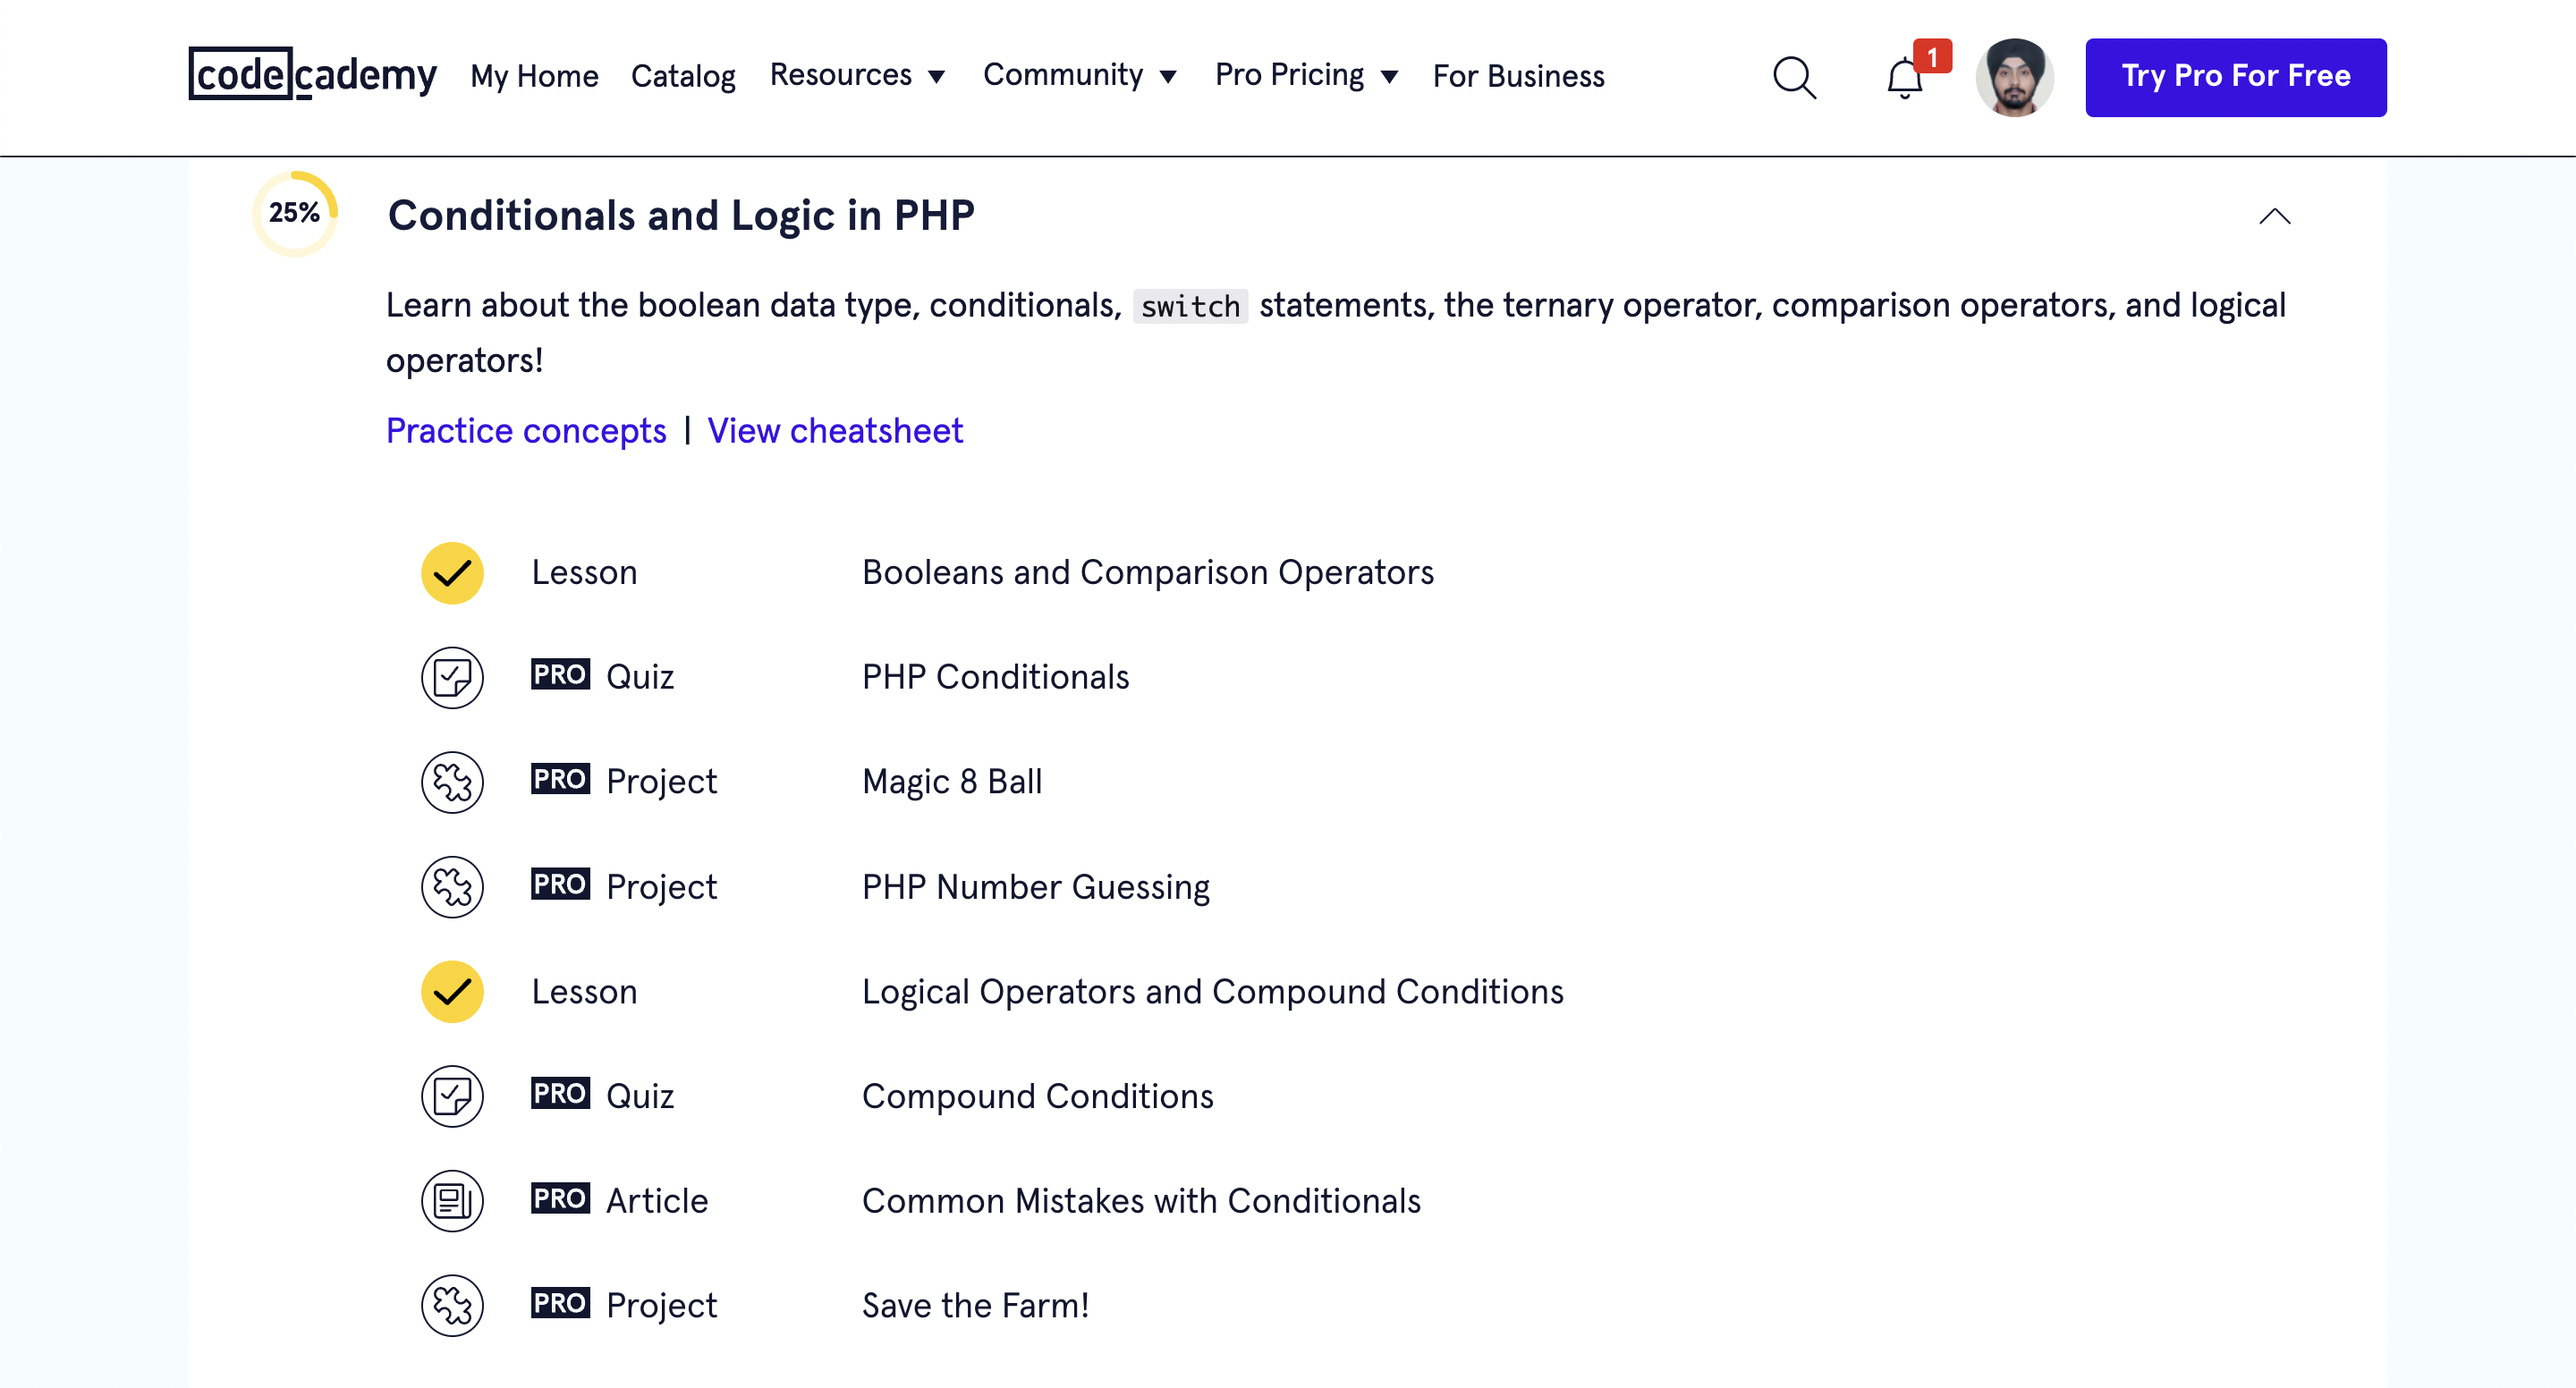 codecademy My Home Catalog Resources Community Pro Pricing For Business 1 Try Pro For Free
25% Conditionals and Logic in PHP
Learn about the boolean data type, conditionals, switch statements, the ternary operator, comparison operators, and logical
operators!
Practice concepts | View cheatsheet
Lesson Booleans and Comparison Operators
PRO Quiz PHP Conditionals
PRO Project Magic 8 Ball
PRO Project PHP Number Guessing
Lesson Logical Operators and Compound Conditions
PRO Quiz Compound Conditions
PRO Article Common Mistakes with Conditionals
PRO Project Save the Farm!